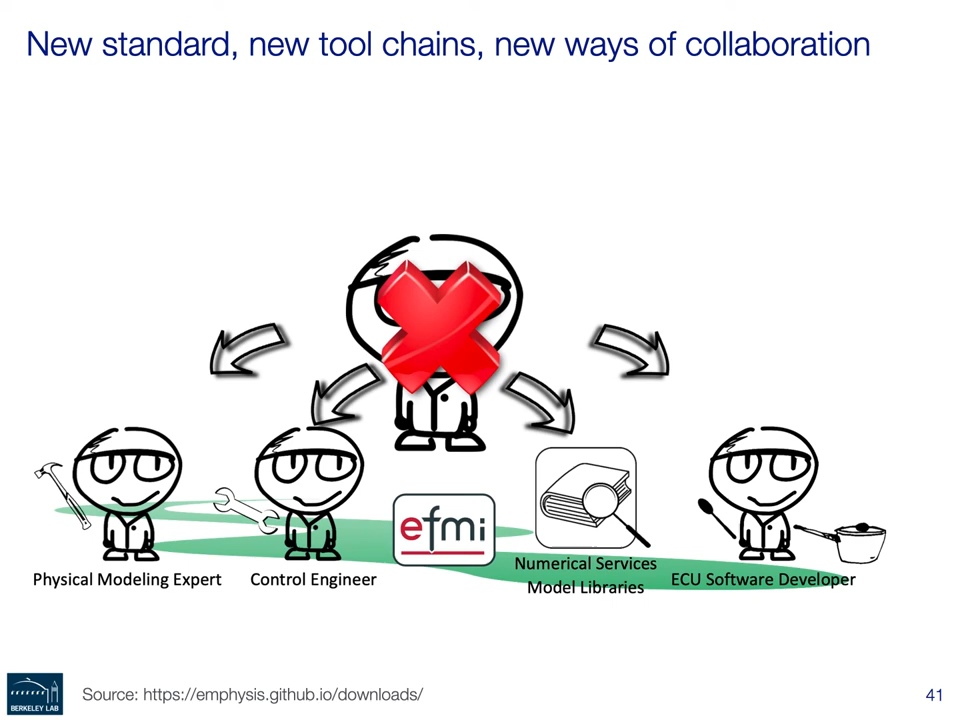 New standard, new tool chains, new ways of collaboration
efmi
Physical Modeling Expert
Control Engineer
Numerical Services
Model Libraries
ECU Software Developer
BERKELEY LAB
Source: https://emphysis.github.io/downloads/
41